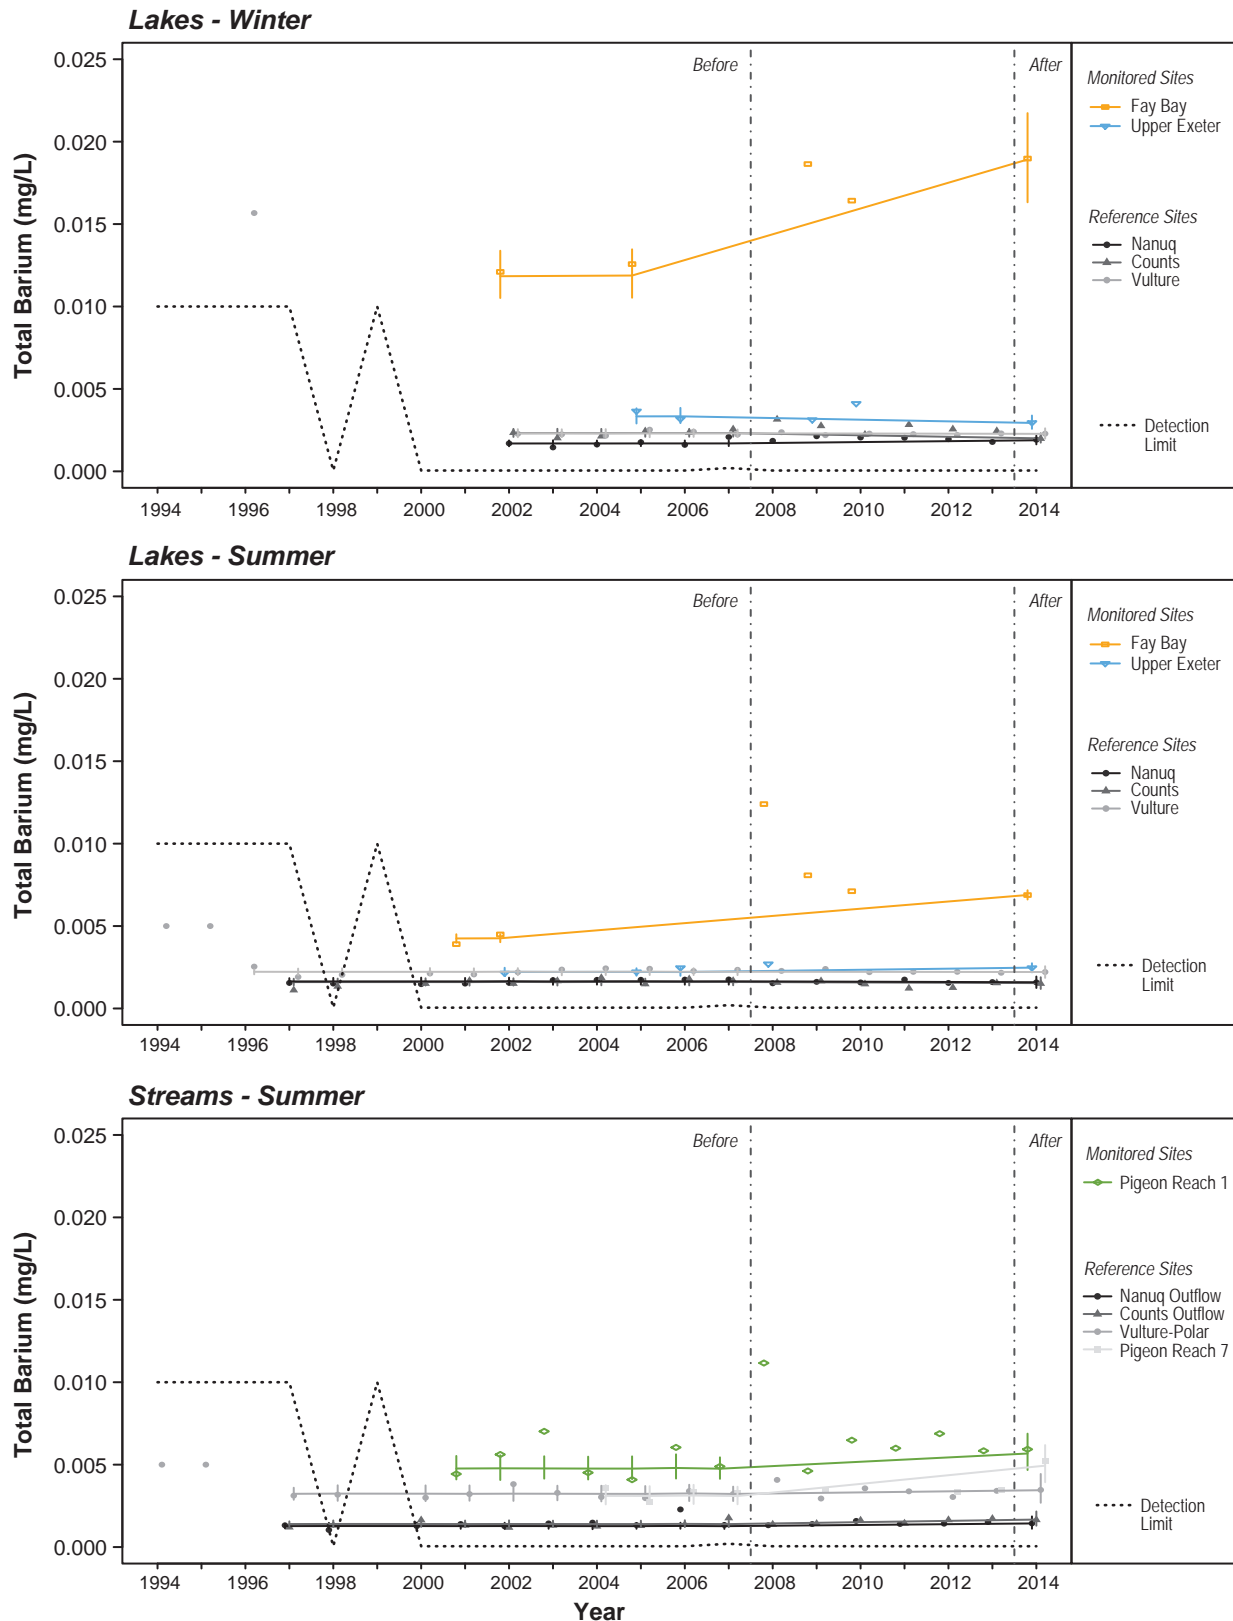 Lakes - Winter
Total Barium (mg/L)
0.025
0.020
0.015
0.010
0.005
0.000
Before
After
1994 1996 1998 2000 2002 2004 2006 2008 2010 2012 2014
Monitored Sites
Fay Bay
Upper Exeter
Reference Sites
Nanuq
Counts
Vulture
Detection
Limit
Lakes - Summer
Total Barium (mg/L)
0.025
0.020
0.015
0.010
0.005
0.000
Before
After
1994 1996 1998 2000 2002 2004 2006 2008 2010 2012 2014
Monitored Sites
Fay Bay
Upper Exeter
Reference Sites
Nanuq
Counts
Vulture
Detection
Limit
Streams - Summer
Total Barium (mg/L)
0.025
0.020
0.015
0.010
0.005
0.000
Before
After
1994 1996 1998 2000 2002 2004 2006 2008 2010 2012 2014
Year
Monitored Sites
Pigeon Reach 1
Reference Sites
Nanuq Outflow
Counts Outflow
Vulture-Polar
Pigeon Reach 7
Detection
Limit